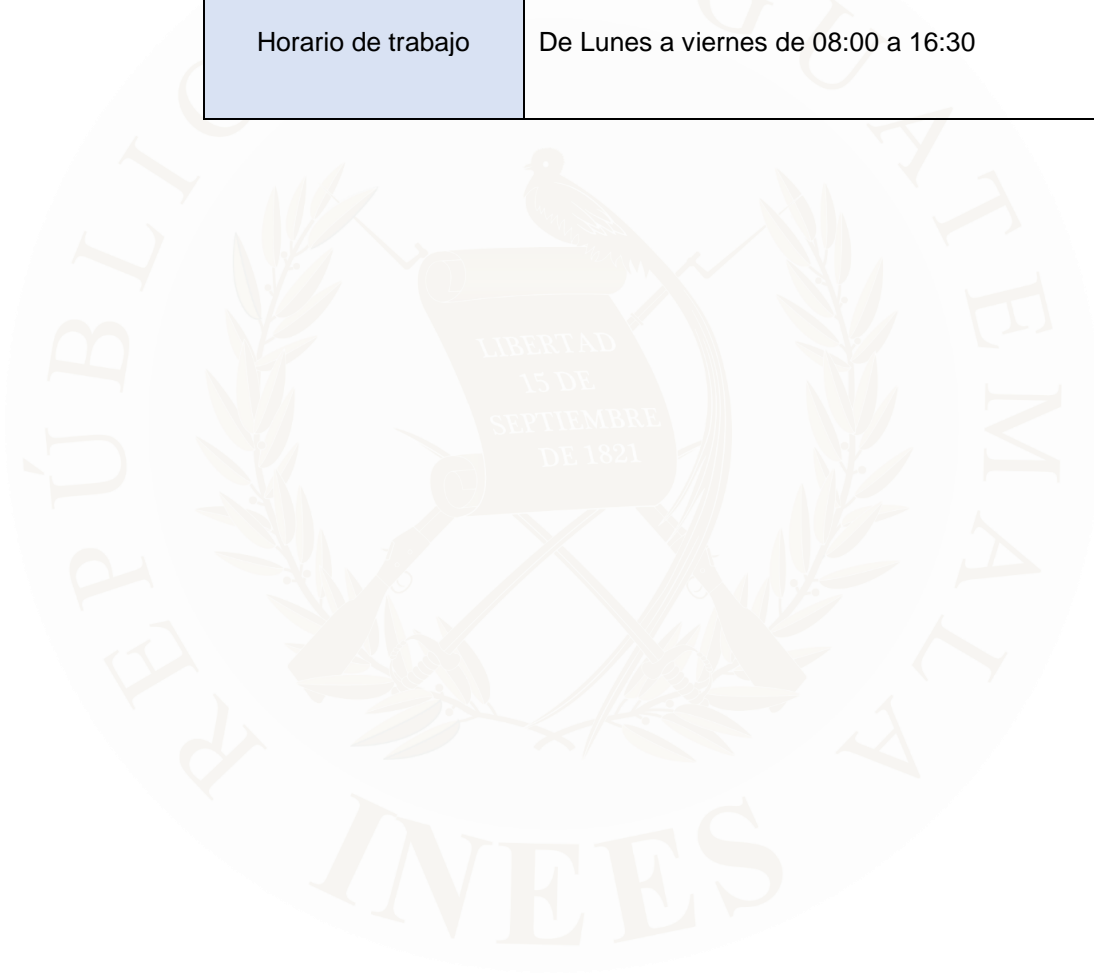 Horario de trabajo De Lunes a viernes de 08:00 a 16:30
REPÚBLICA GUATEMALA
LIBERTAD
15 DE
SEPTIEMBRE
DE 1821
INEES